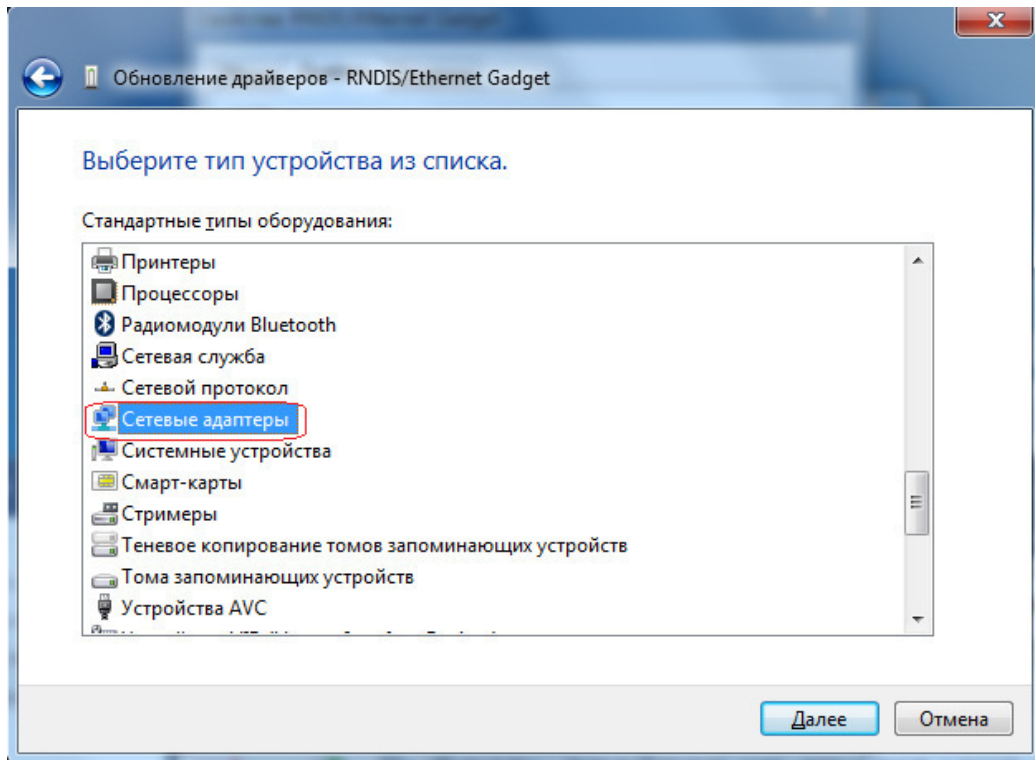 Обновление драйверов - RNDIS/Ethernet Gadget
Выберите тип устройства из списка.
Стандартные типы оборудования:
Принтеры
Процессоры
Радиомодули Bluetooth
Сетевая служба
Сетевой протокол
Сетевые адаптеры
Системные устройства
Смарт-карты
Стримеры
Теневое копирование томов запоминающих устройств
Тома запоминающих устройств
Устройства AVC
Далее
Отмена